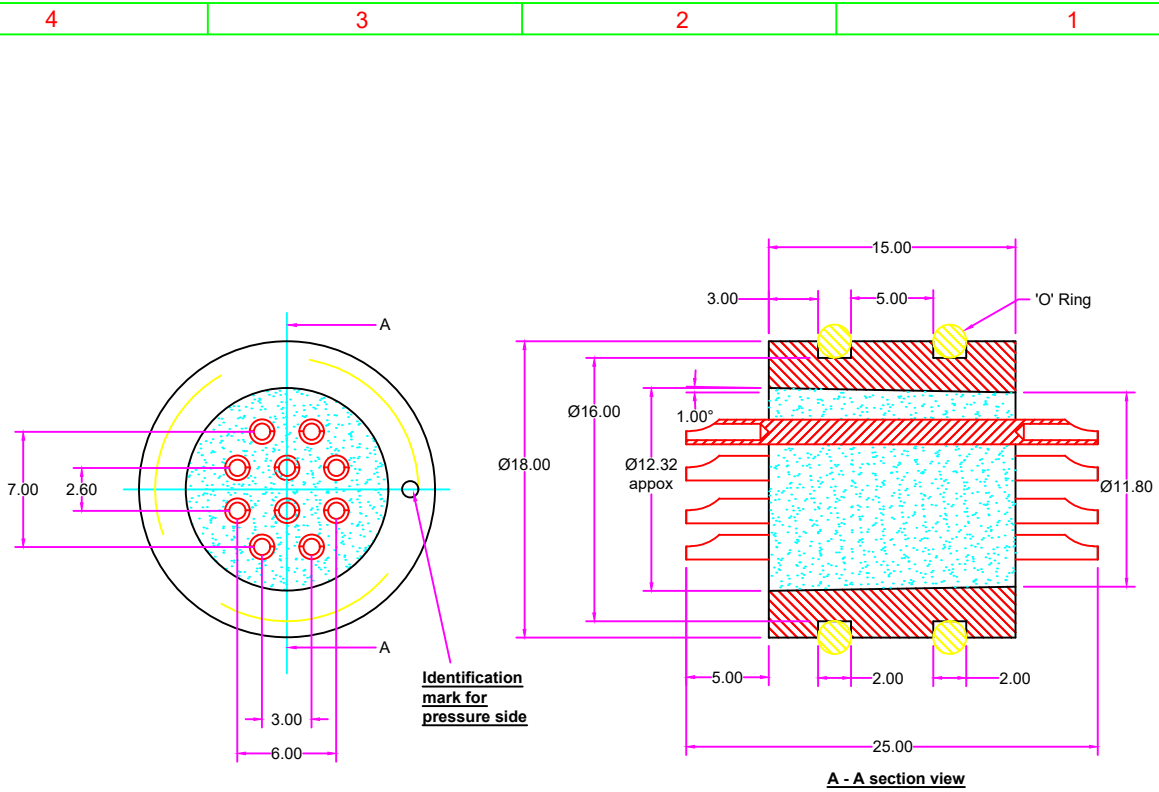 4 3 2 1
15.00
3.00 5.00 'O' Ring
A
1.00°
Ø16.00
Ø18.00 Ø12.32
appox
Ø11.80
7.00 2.60
A
Identification
mark for
pressure side
5.00 2.00 2.00
3.00
6.00
25.00
A - A section view